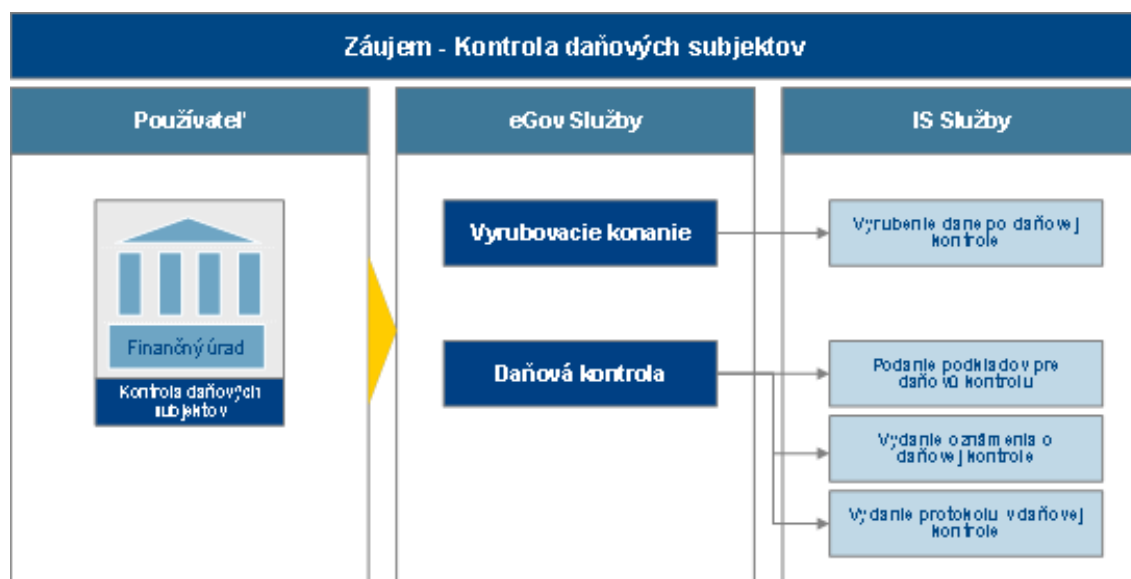 Záujem - Kontrola daňových subjektov
Používateľ
eGov Služby
IS Služby
Finančný úrad
Kontrola daňových
subjektov
Vyrubovacie konanie
Daňová kontrola
Vyrubenie dane po daňovej
kontrole
Podanie podkladov pre
daňovú kontrolu
Vydanie oznámenia o
daňovej kontrole
Vydanie protokolu v daňovej
kontrole